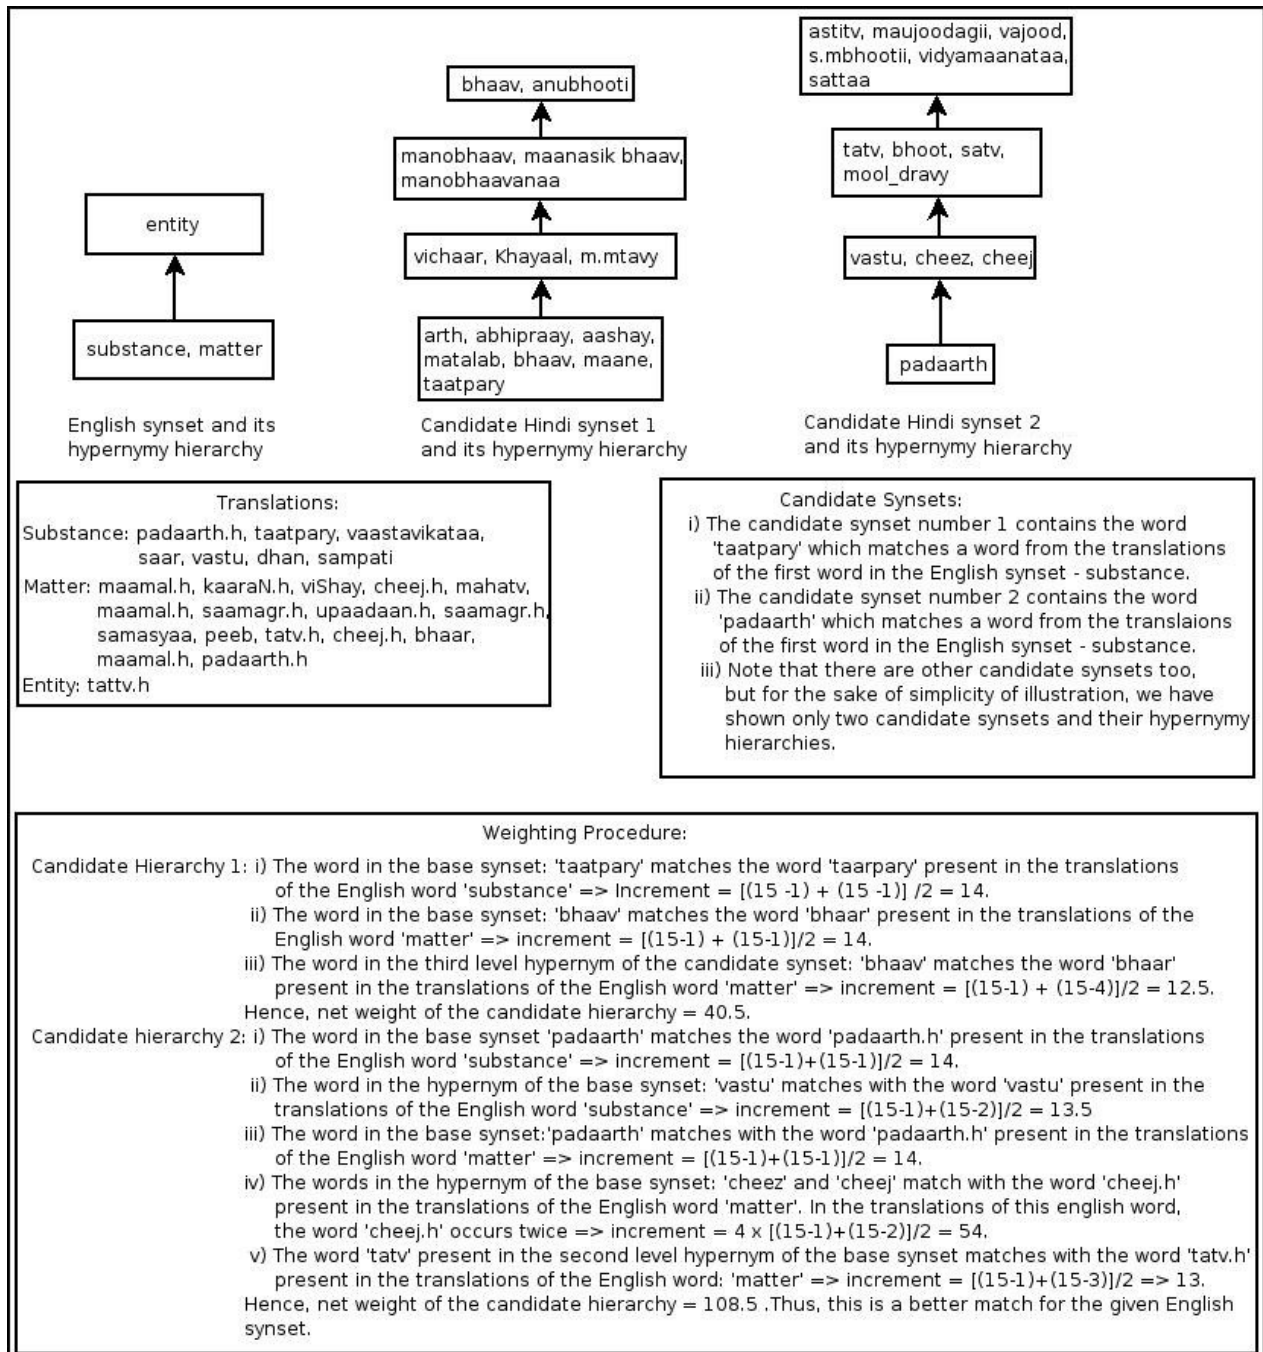 entity
substance, matter
English synset and its
hypernymy hierarchy
bhaav, anubhooti
manobhaav, maanasik bhaav,
manobhaavanaa
vichaar, Khayaal, m.mtavy
arth, abhipraay, aashay,
matalab, bhaav, maane,
taatpary
Candidate Hindi synset 1
and its hypernymy hierarchy
astitv, maujoodagii, vajood,
s.mbhootii, vidyamaanataa,
sattaa
tatv, bhoot, satv,
mool_dravy
vastu, cheez, cheej
padaarth
Candidate Hindi synset 2
and its hypernymy hierarchy
Translations:
Substance: padaarth.h, taatpary, vaastavikataa,
saar, vastu, dhan, sampati
Matter: maamal.h, kaaraN.h, viShay, cheej.h, mahatv,
maamal.h, saamagr.h, upaadaan.h, saamagr.h,
samasyaa, peeb, tatv.h, cheej.h, bhaar,
maamal.h, padaarth.h
Entity: tattv.h
Candidate Synsets:
i) The candidate synset number 1 contains the word
'taatpary' which matches a word from the translations
of the first word in the English synset - substance.
ii) The candidate synset number 2 contains the word
'padaarth' which matches a word from the translaions
of the first word in the English synset - substance.
iii) Note that there are other candidate synsets too,
but for the sake of simplicity of illustration, we have
shown only two candidate synsets and their hypernymy
hierarchies.
Weighting Procedure:
Candidate Hierarchy 1: i) The word in the base synset: 'taatpary' matches the word 'taarpary' present in the translations
of the English word 'substance' => Increment = [(15 -1) + (15 -1)] /2 = 14.
ii) The word in the base synset: 'bhaav' matches the word 'bhaar' present in the translations of the
English word 'matter' => increment = [(15-1) + (15-1)]/2 = 14.
iii) The word in the third level hypernym of the candidate synset: 'bhaav' matches the word 'bhaar'
present in the translations of the English word 'matter' => increment = [(15-1) + (15-4)]/2 = 12.5.
Hence, net weight of the candidate hierarchy = 40.5.
Candidate hierarchy 2: i) The word in the base synset 'padaarth' matches the word 'padaarth.h' present in the translations
of the English word 'substance' => increment = [(15-1)+(15-1)]/2 = 14.
ii) The word in the hypernym of the base synset: 'vastu' matches with the word 'vastu' present in the
translations of the English word 'substance' => increment = [(15-1)+(15-2)]/2 = 13.5
iii) The word in the base synset:'padaarth' matches with the word 'padaarth.h' present in the translations
of the English word 'matter' => increment = [(15-1)+(15-1)]/2 = 14.
iv) The words in the hypernym of the base synset: 'cheez' and 'cheej' match with the word 'cheej.h'
present in the translations of the English word 'matter'. In the translations of this english word,
the word 'cheej.h' occurs twice => increment = 4 x [(15-1)+(15-2)]/2 = 54.
v) The word 'tatv' present in the second level hypernym of the base synset matches with the word 'tatv.h'
present in the translations of the English word: 'matter' => increment = [(15-1)+(15-3)]/2 => 13.
Hence, net weight of the candidate hierarchy = 108.5 .Thus, this is a better match for the given English
synset.